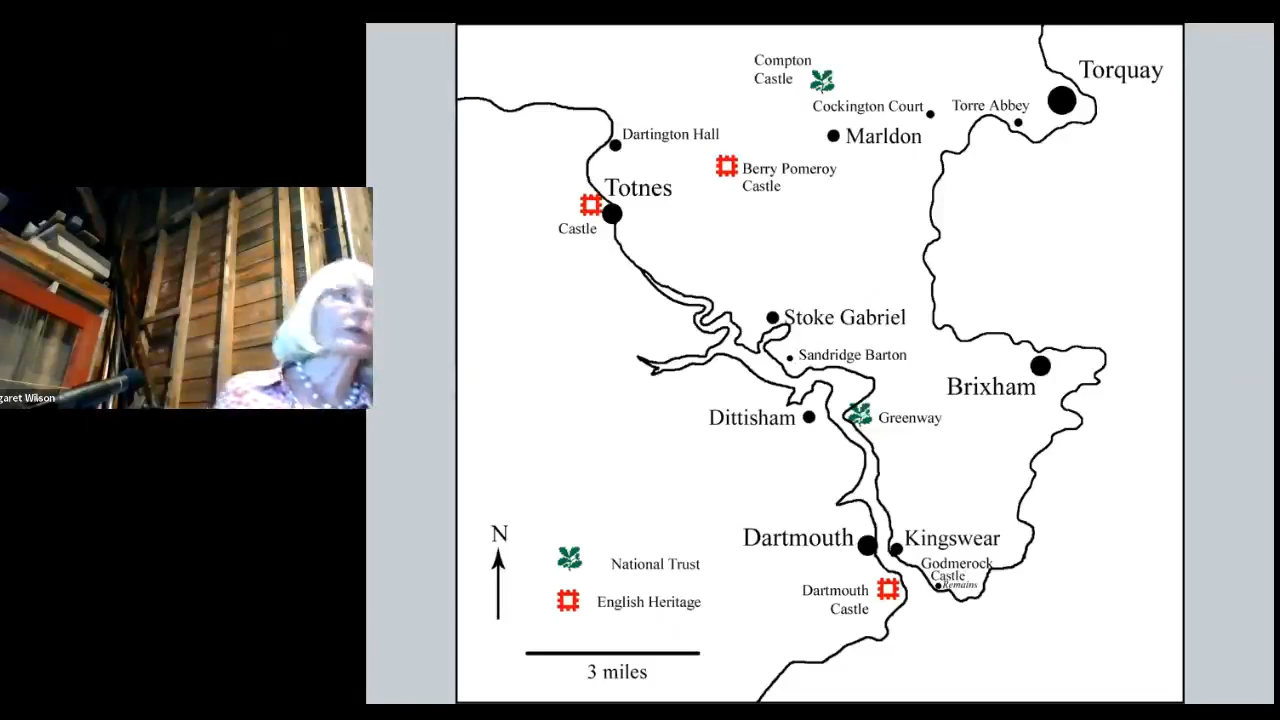 Compton
Castle
Torquay
Cockington Court
Torre Abbey
Dartington Hall
Marldon
Berry Pomeroy
Castle
Totnes
Castle
Stoke Gabriel
Sandridge Barton
Brixham
Dittisham
Greenway
garet Wilson
N
Dartmouth
Kingswear
Godmerock
Castle
Remains
National Trust
English Heritage
Dartmouth
Castle
3 miles